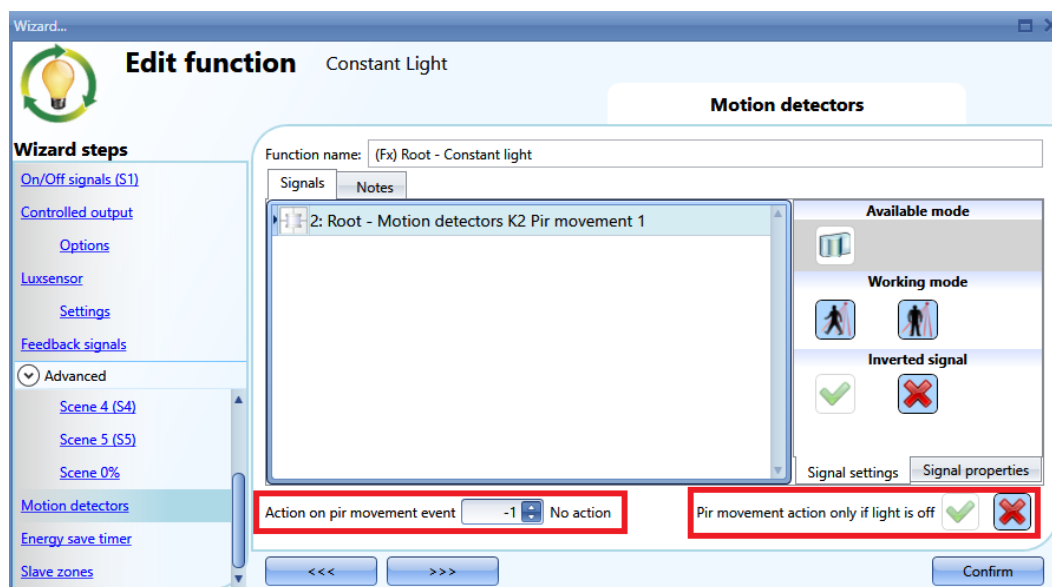 Wizard...
Edit function Constant Light
Motion detectors
Wizard steps
On/Off signals (S1)
Controlled output
Options
Luxsensor
Settings
Feedback signals
Advanced
Scene 4 (S4)
Scene 5 (S5)
Scene 0%
Motion detectors
Energy save timer
Slave zones
Function name: (Fx) Root - Constant light
Signals Notes
2: Root - Motion detectors K2 Pir movement 1
Available mode
Working mode
Inverted signal
Signal settings Signal properties
Action on pir movement event -1 No action
Pir movement action only if light is off
<<< >>> Confirm